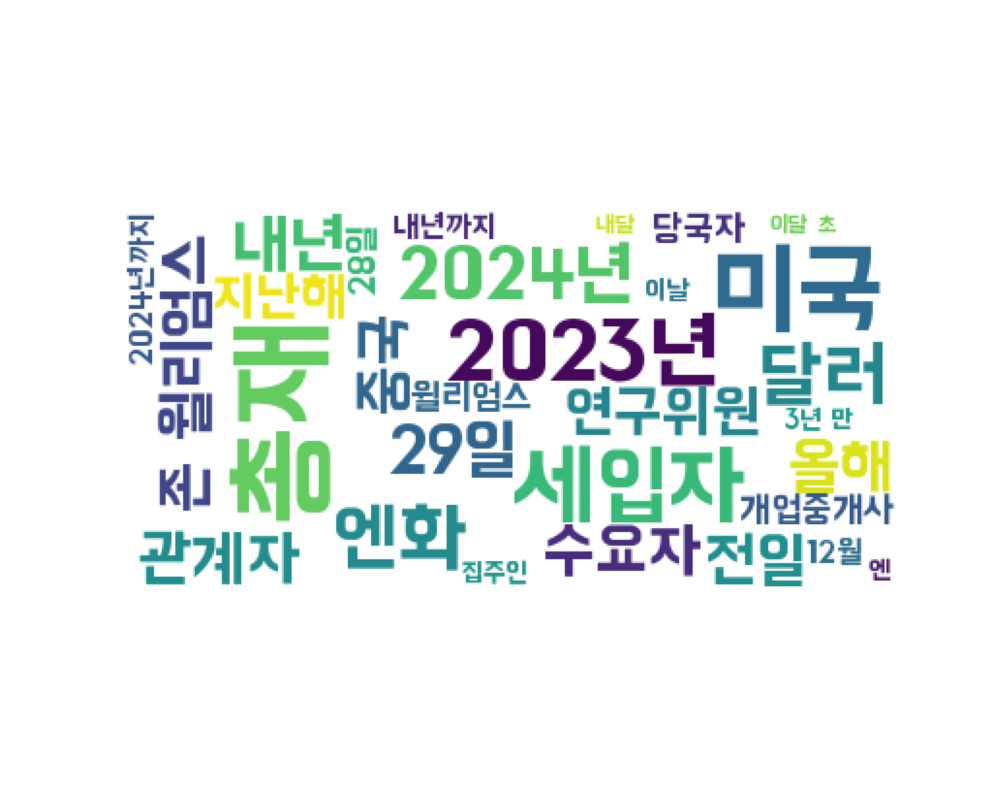 2024년까지
존 윌리엄스
내년
지난해
28일
총재
중국
내년까지
내달
당국자
이달 초
2024년
이날
미국
2023년
달러
윌리엄스
연구위원
3년 만
29일
세입자
올해
개업중개사
관계자
엔화
집주인
수요자
전일
12월
엔